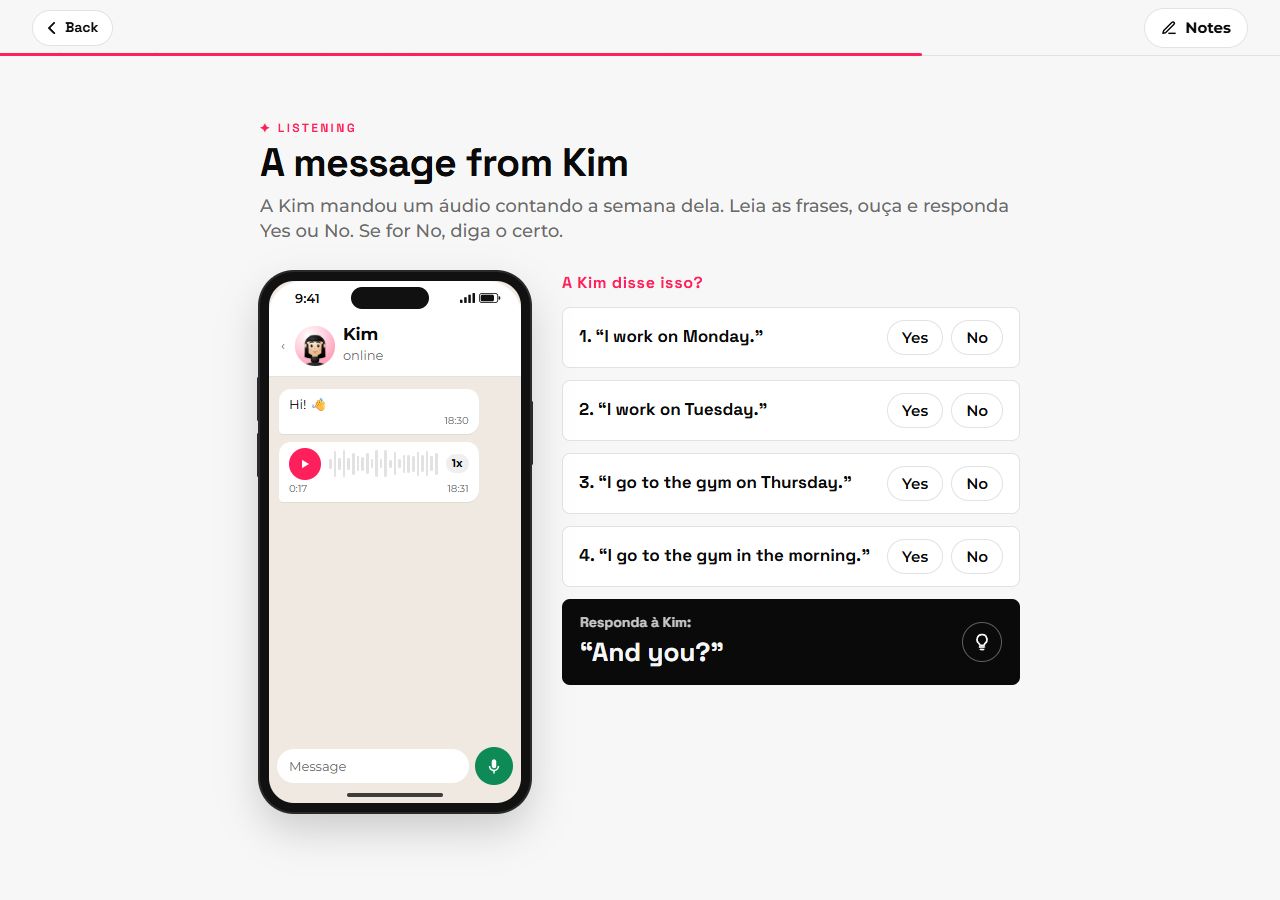 Back
Notes
LISTENING
A message from Kim
A Kim mandou um áudio contando a semana dela. Leia as frases, ouça e responda
Yes ou No. Se for No, diga o certo.
9:41
Kim
online
Hi! 👋
18:30
1x
0:17
18:31
Message
A Kim disse isso?
1. “I work on Monday.”
Yes
No
2. “I work on Tuesday.”
Yes
No
3. “I go to the gym on Thursday.”
Yes
No
4. “I go to the gym in the morning.”
Yes
No
Responda à Kim:
“And you?”